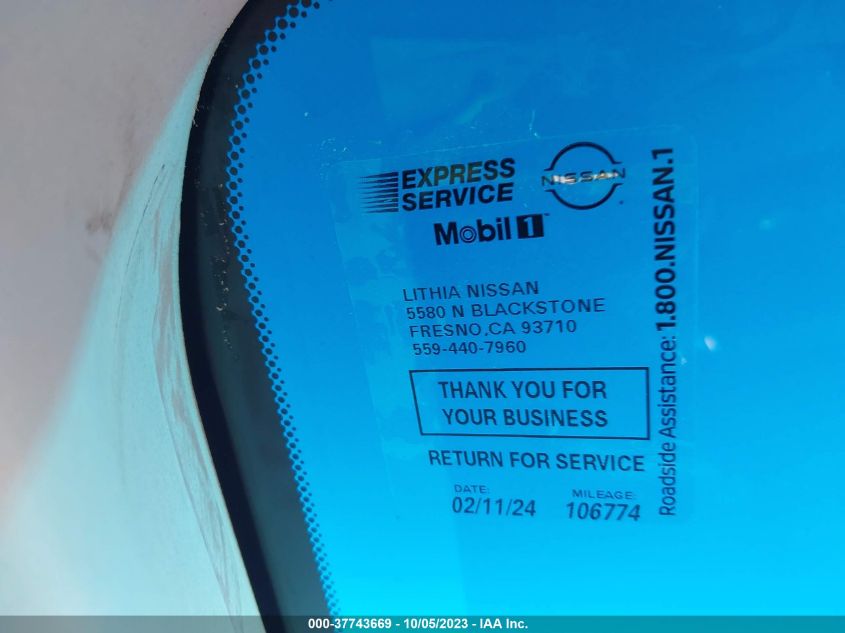 EXPRESS
SERVICE
NISSAN
Mobil 1™
LITHIA NISSAN
5580 N BLACKSTONE
FRESNO,CA 93710
559-440-7960
THANK YOU FOR
YOUR BUSINESS
RETURN FOR SERVICE
DATE: MILEAGE:
02/11/24 106774
Roadside Assistance: 1.800.NISSAN.1
000-37743669 - 10/05/2023 - IAA Inc.